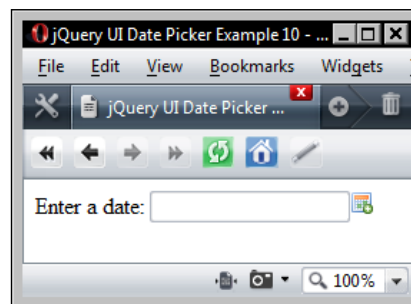 jQuery UI Date Picker Example 10 - ...
File Edit View Bookmarks Widgets
jQuery UI Date Picker ...
Enter a date:
100%